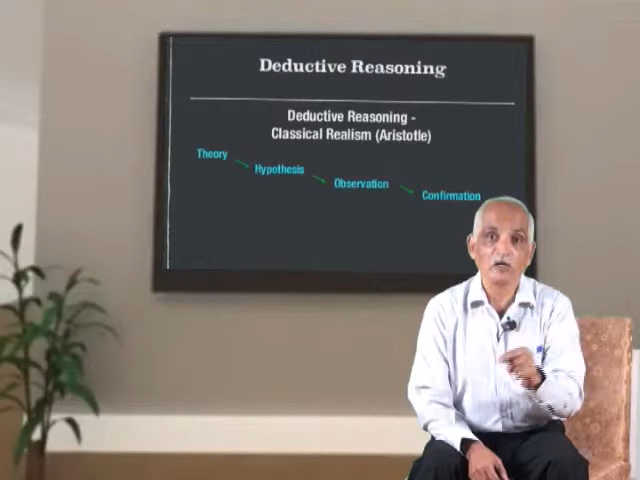 Deductive Reasoning
Deductive Reasoning -
Classical Realism (Aristotle)
Theory
Hypothesis
Observation
Confirmation